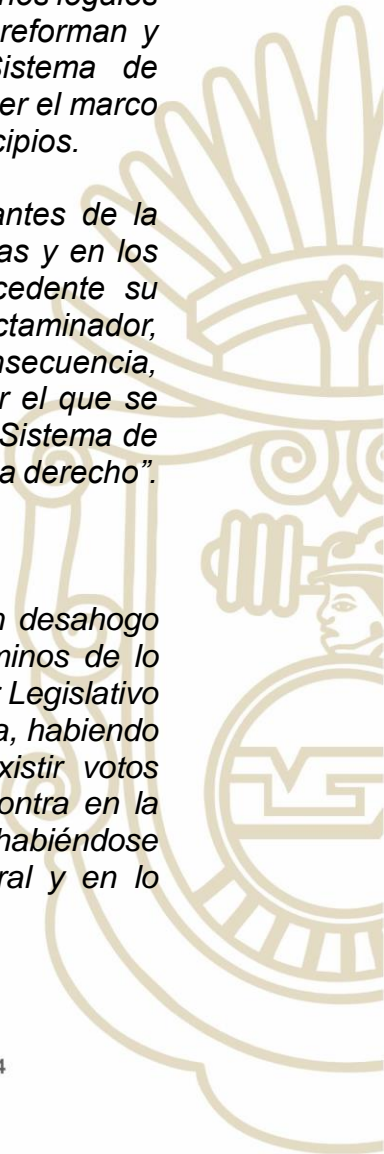 legales
reforman y
Sistema de
er el marco
cipios.
antes de la
as y en los
cedente su
ctaminador,
nsecuencia,
r el que se
Sistema de
a derecho”.
n desahogo
minos de lo
r Legislativo
a, habiendo
xistir votos
ontra en la
habiéndose
ral y en lo
4